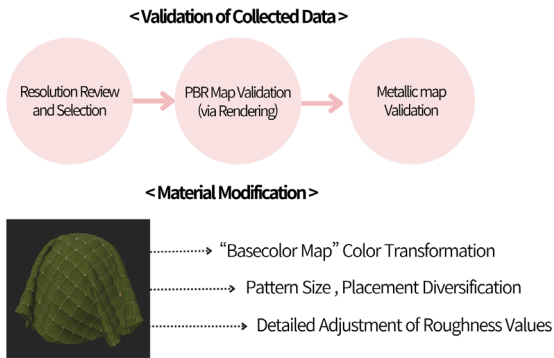 < Validation of Collected Data >
Resolution Review
and Selection
PBR Map Validation
(via Rendering)
Metallic map
Validation
< Material Modification >
“Basecolor Map” Color Transformation
Pattern Size , Placement Diversification
Detailed Adjustment of Roughness Values